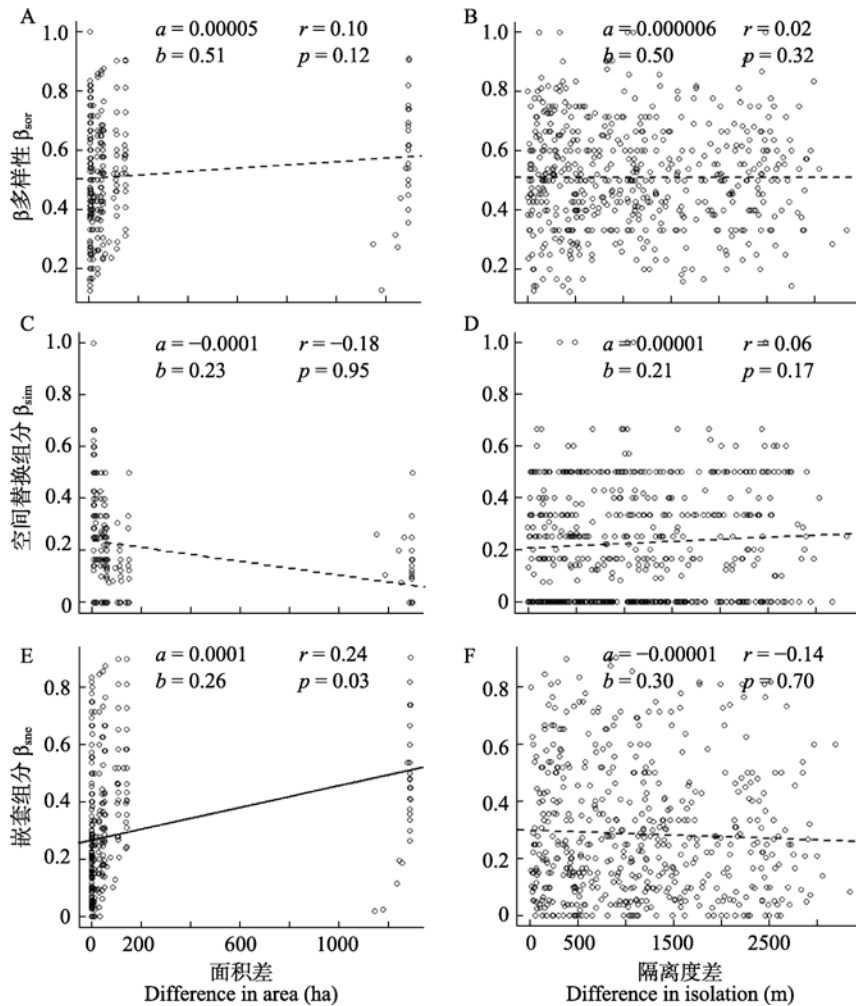 A
a = 0.00005 r = 0.10
b = 0.51 p = 0.12
β多样性 βsor
1.0
0.8
0.6
0.4
0.2
B
a = 0.000006 r = 0.02
b = 0.50 p = 0.32
1.0
0.8
0.6
0.4
0.2
C
a = −0.0001 r = −0.18
b = 0.23 p = 0.95
空间替换组分 βsim
1.0
0.8
0.6
0.4
0.2
0
D
a = 0.00001 r = 0.06
b = 0.21 p = 0.17
1.0
0.8
0.6
0.4
0.2
0
E
a = 0.0001 r = 0.24
b = 0.26 p = 0.03
嵌套组分 βsne
0.8
0.6
0.4
0.2
0
0 200 600 1000
面积差
Difference in area (ha)
F
a = −0.00001 r = −0.14
b = 0.30 p = 0.70
0.8
0.6
0.4
0.2
0
0 500 1500 2500
隔离度差
Difference in isolation (m)